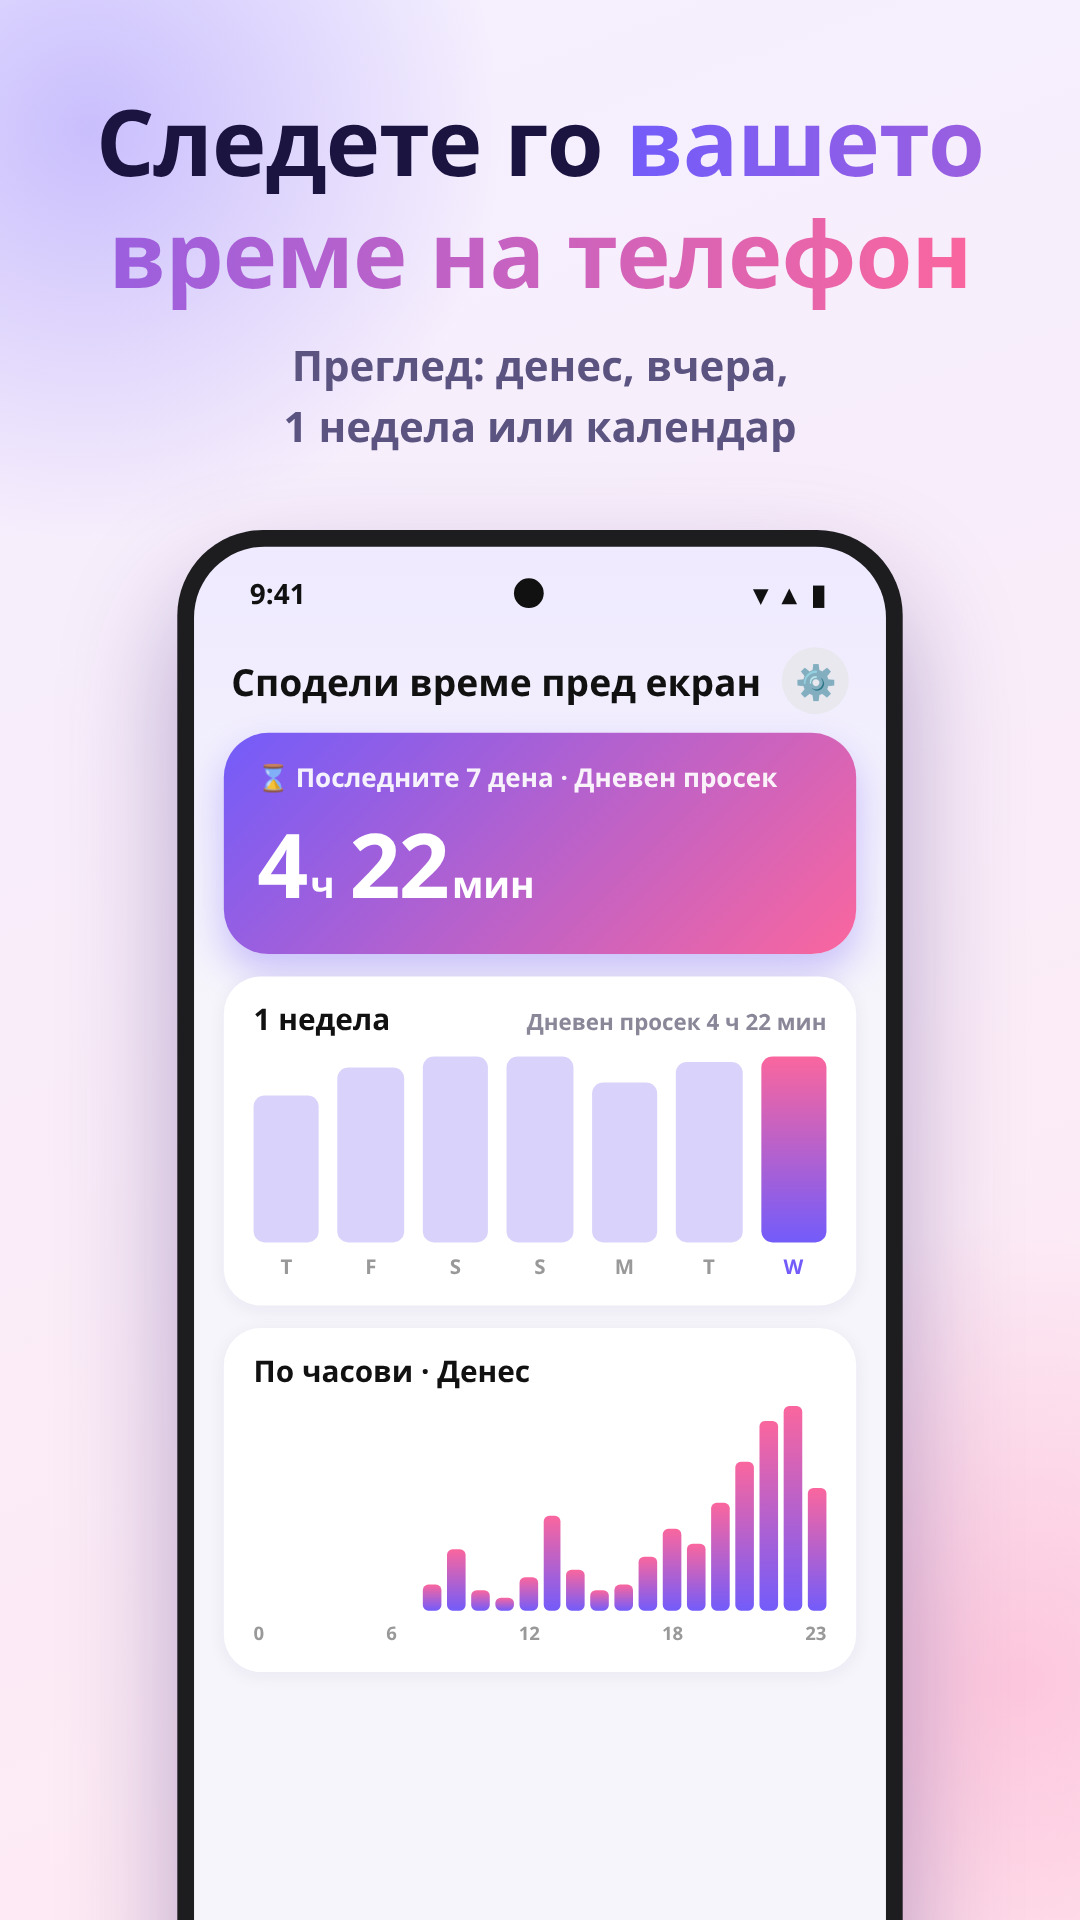 Следете го вашето
време на телефон
Преглед: денес, вчера,
1 недела или календар
9:41
Сподели време пред екран
Последните 7 дена · Дневен просек
4ч 22мин
1 недела
Дневен просек 4 ч 22 мин
T F S S M T W
По часови · Денес
0 6 12 18 23